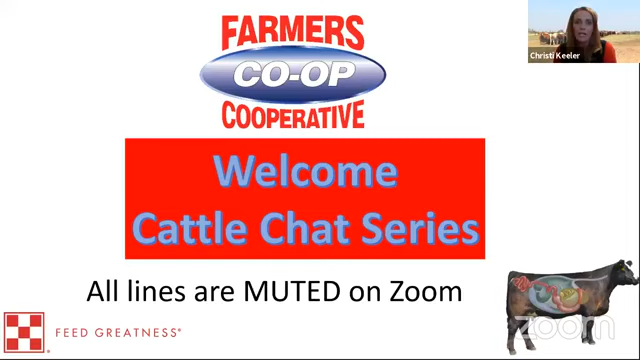 FARMERS
CO-OP
COOPERATIVE
Christi Keeler
Welcome
Cattle Chat Series
All lines are MUTED on Zoom
FEED GREATNESS®
zoom